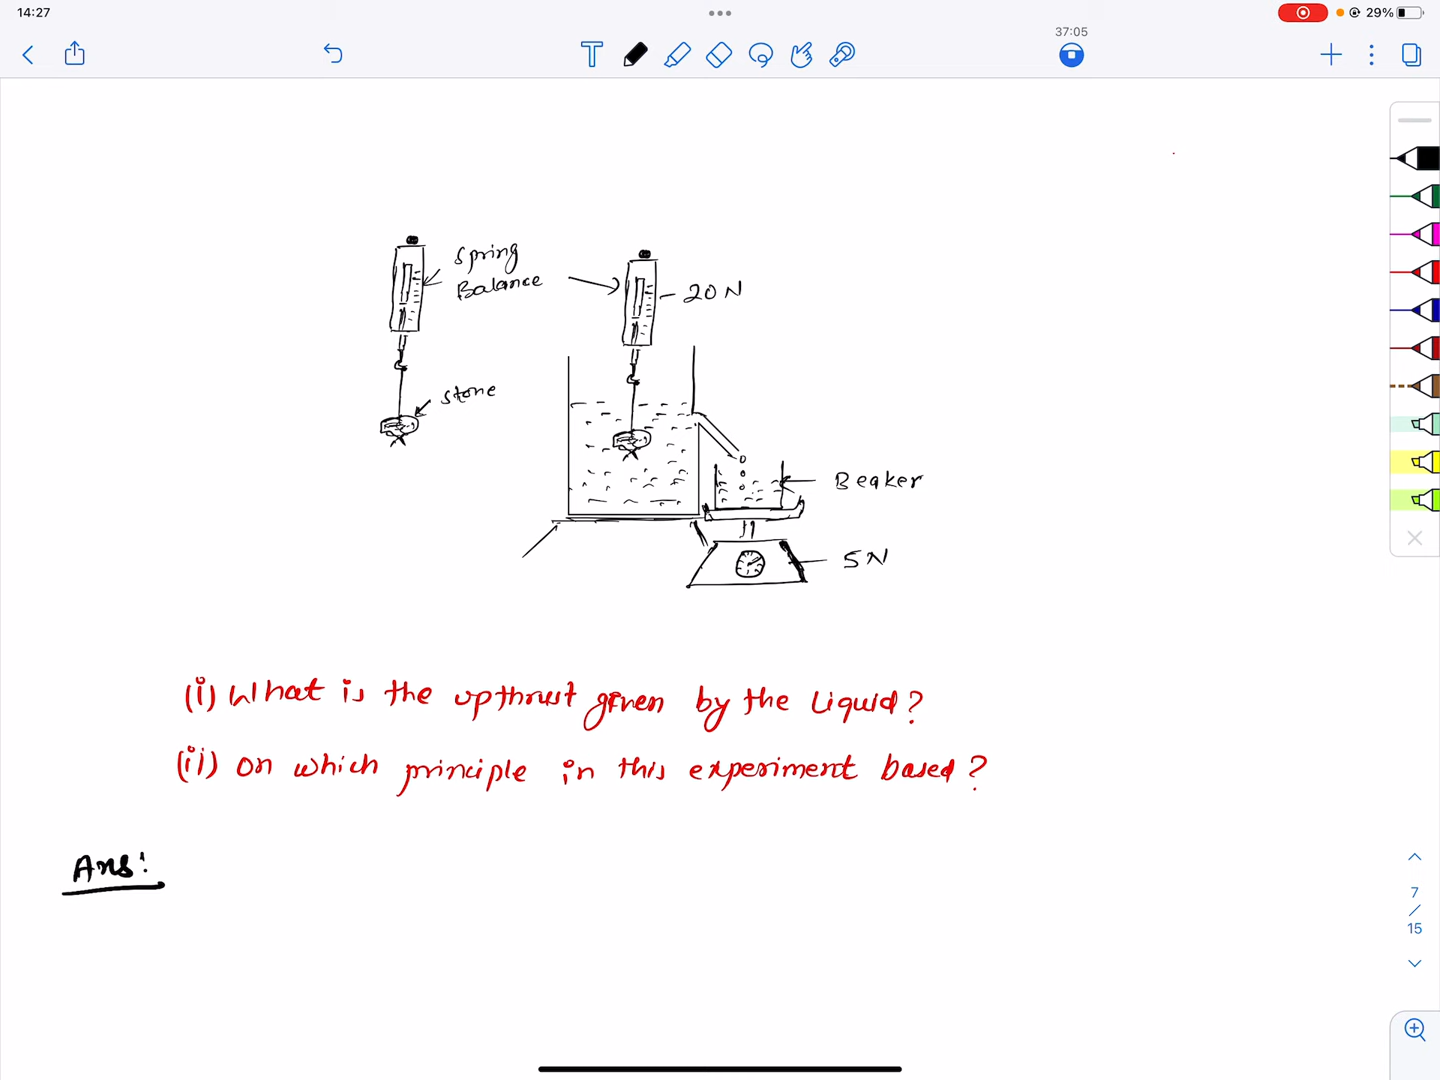 14:27
29%
37:05
Spring
Balance
20 N
Stone
Beaker
5N
(i) What is the upthrust given by the Liquid?
(ii) On which principle in this experiment based?
Ans:
7
/
15